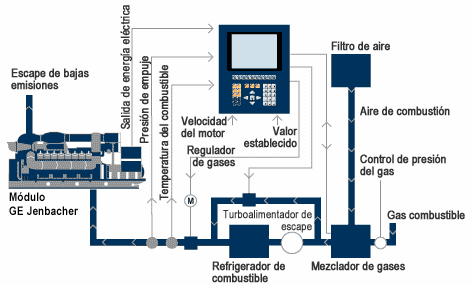 Escape de bajas
emisiones
Salida de energía eléctrica
Presión de empuje
Temperatura del combustible
Filtro de aire
Aire de combustión
Velocidad
del motor
Valor
establecido
Regulador
de gases
Control de presión
del gas
Módulo
GE Jenbacher
M
Turboalimentador de
escape
Gas combustible
Refrigerador de
combustible
Mezclador de gases